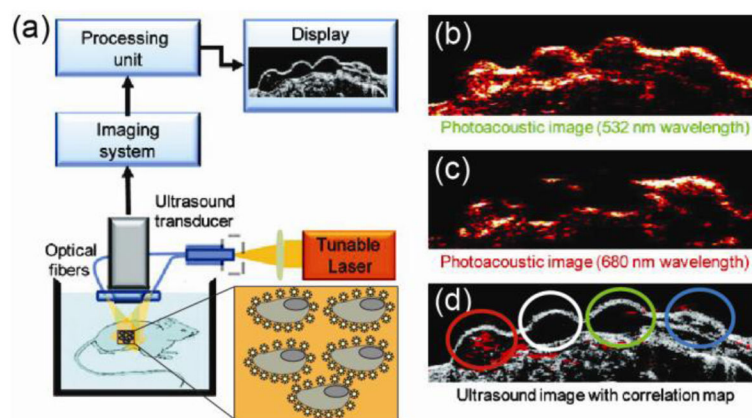 (a)
Processing
unit
Display
Imaging
system
Ultrasound
transducer
Optical
fibers
Tunable
Laser
(b)
Photoacoustic image (532 nm wavelength)
(c)
Photoacoustic image (680 nm wavelength)
(d)
Ultrasound image with correlation map